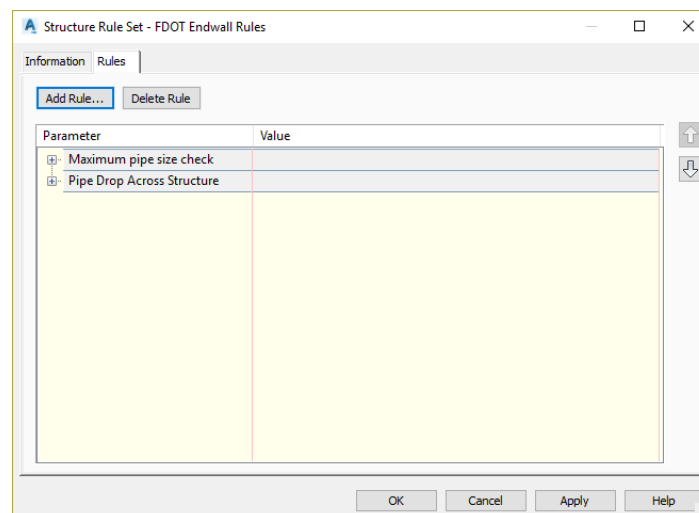 Structure Rule Set - FDOT Endwall Rules
Information Rules
Add Rule... Delete Rule
Parameter Value
Maximum pipe size check
Pipe Drop Across Structure
OK Cancel Apply Help